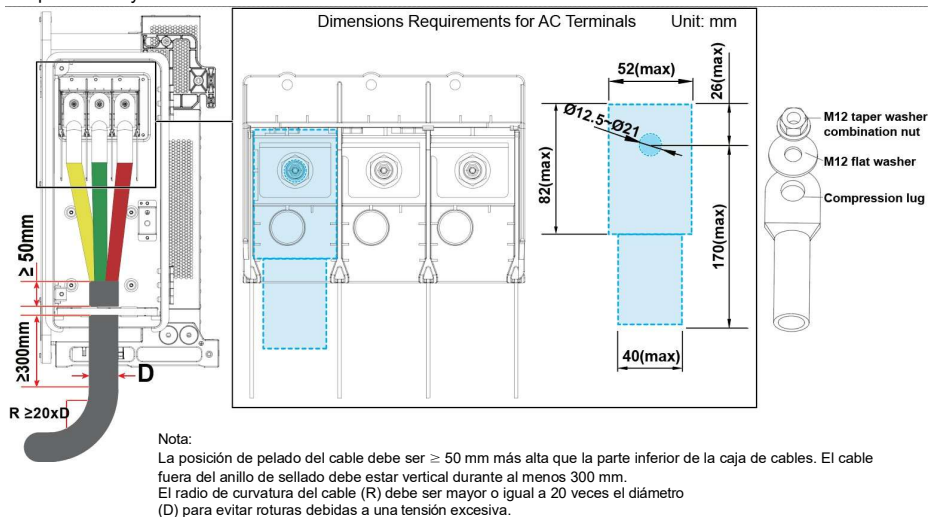 Dimensions Requirements for AC Terminals Unit: mm
52(max)
26(max)
Ø12.5~Ø21
82(max)
170(max)
40(max)
M12 taper washer
combination nut
M12 flat washer
Compression lug
≥ 50mm
≥300mm
D
R ≥20xD
Nota:
La posición de pelado del cable debe ser ≥ 50 mm más alta que la parte inferior de la caja de cables. El cable
fuera del anillo de sellado debe estar vertical durante al menos 300 mm.
El radio de curvatura del cable (R) debe ser mayor o igual a 20 veces el diámetro
(D) para evitar roturas debidas a una tensión excesiva.